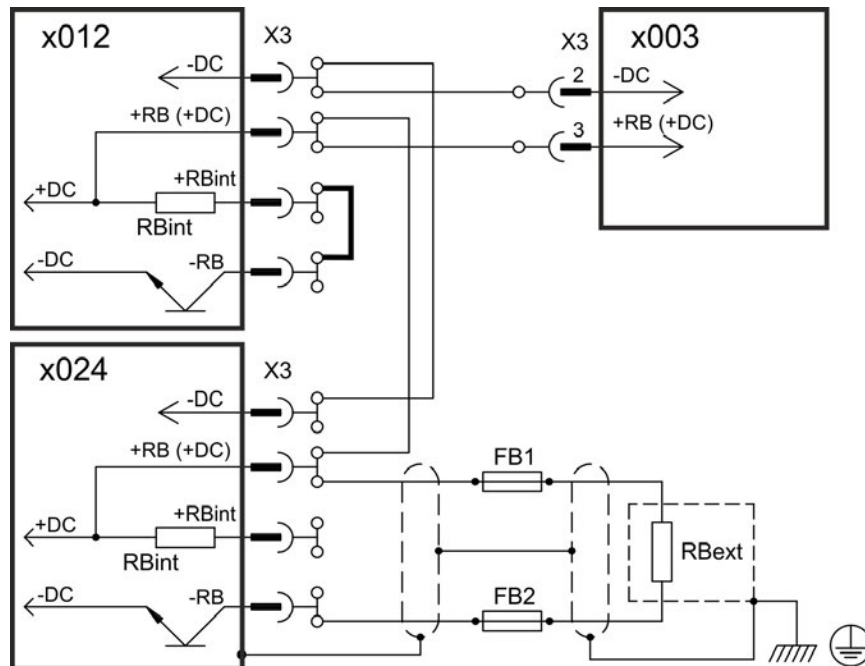 x012
X3
-DC
+RB (+DC)
+DC
+RBint
RBint
-DC
-RB
X3
x003
2
-DC
3
+RB (+DC)
x024
X3
-DC
+RB (+DC)
+DC
+RBint
RBint
-DC
-RB
FB1
FB2
RBext